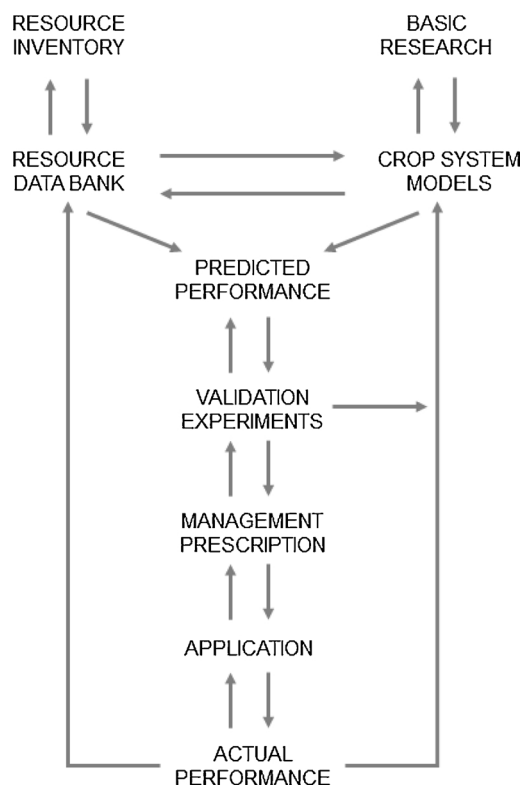 RESOURCE
INVENTORY
BASIC
RESEARCH
RESOURCE
DATA BANK
CROP SYSTEM
MODELS
PREDICTED
PERFORMANCE
VALIDATION
EXPERIMENTS
MANAGEMENT
PRESCRIPTION
APPLICATION
ACTUAL
PERFORMANCE